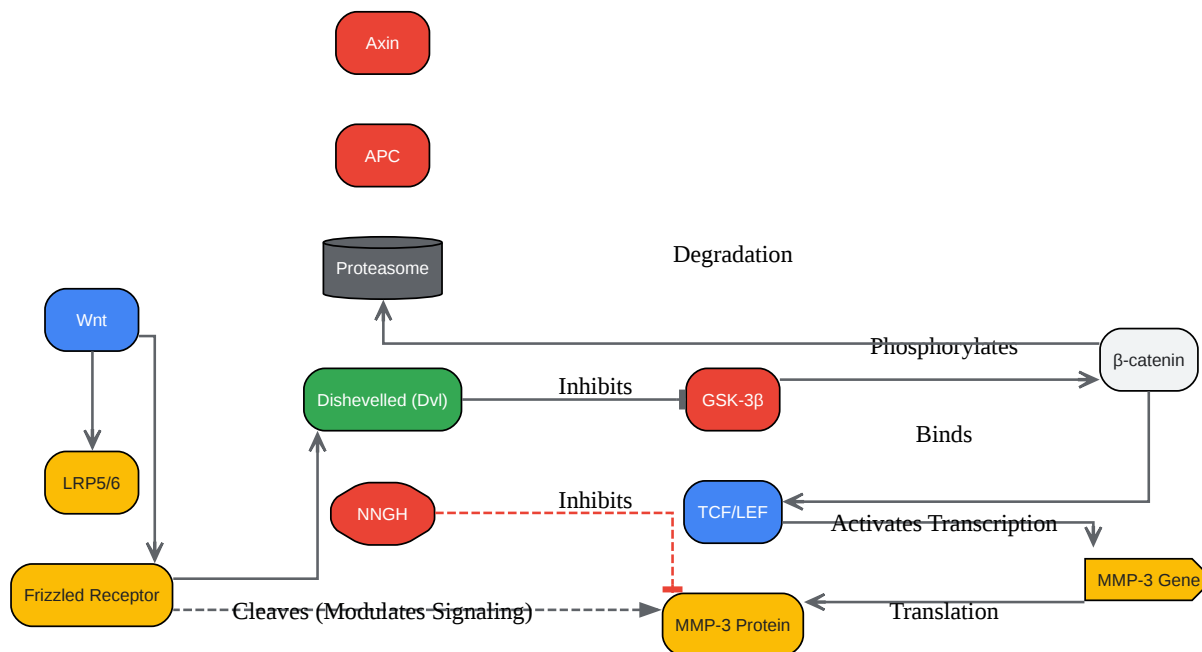 Axin
APC
Proteasome
Degradation
Wnt
Phosphorylates
β-catenin
Dishevelled (Dvl)
Inhibits
GSK-3β
Binds
LRP5/6
NNGH
Inhibits
TCF/LEF
Activates Transcription
Frizzled Receptor
MMP-3 Gene
Cleaves (Modulates Signaling)
MMP-3 Protein
Translation